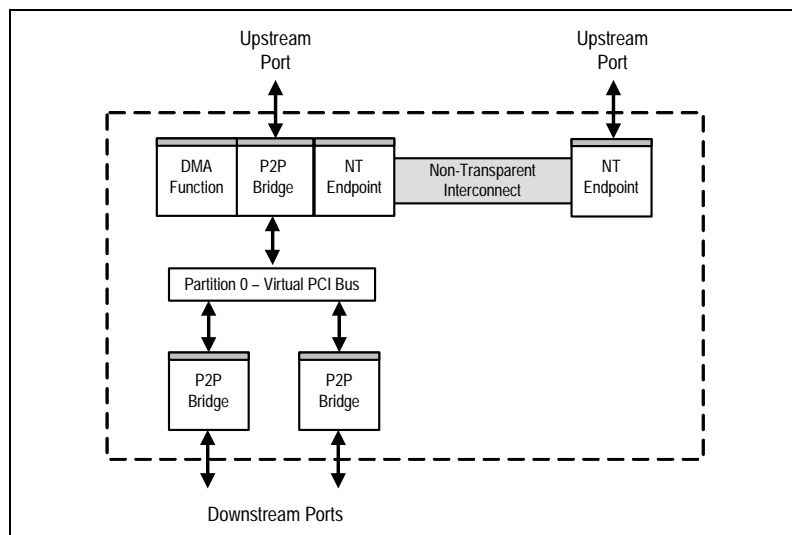 Upstream
Port
Upstream
Port
DMA
Function
P2P
Bridge
NT
Endpoint
Non-Transparent
Interconnect
NT
Endpoint
Partition 0 – Virtual PCI Bus
P2P
Bridge
P2P
Bridge
Downstream Ports